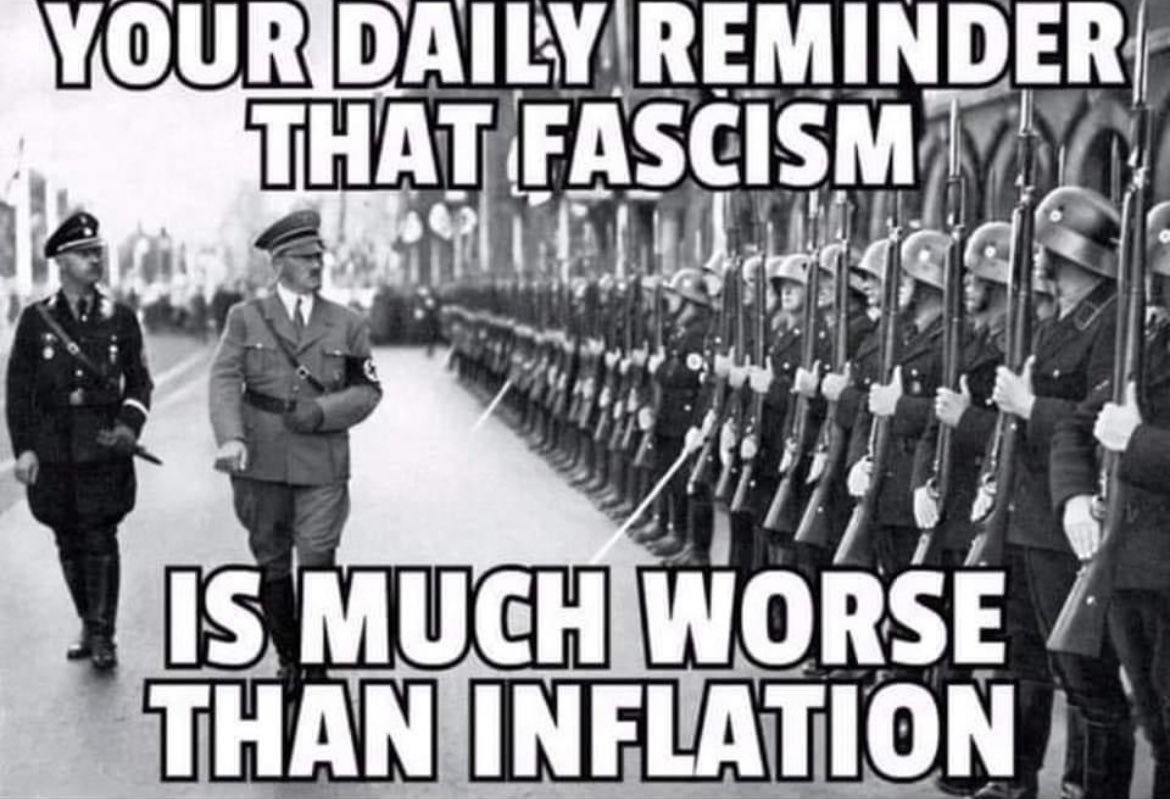 YOUR DAILY REMINDER
THAT FASCISM
IS MUCH WORSE
THAN INFLATION